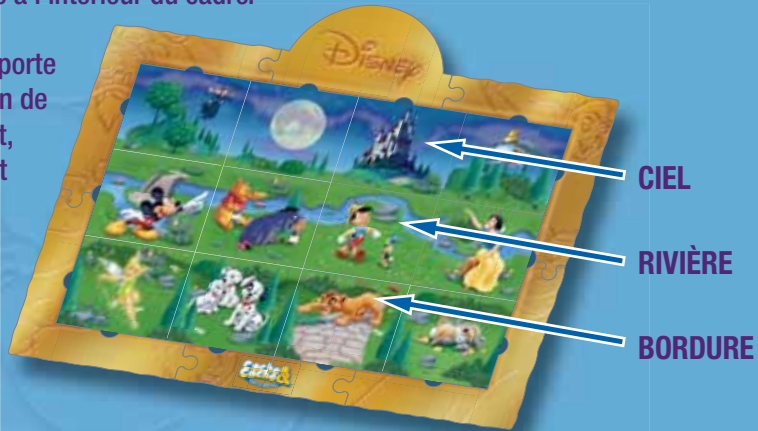 à l'intérieur du cadre.
porte
n de
t,
t
DISNEY
CIEL
RIVIÈRE
BORDURE